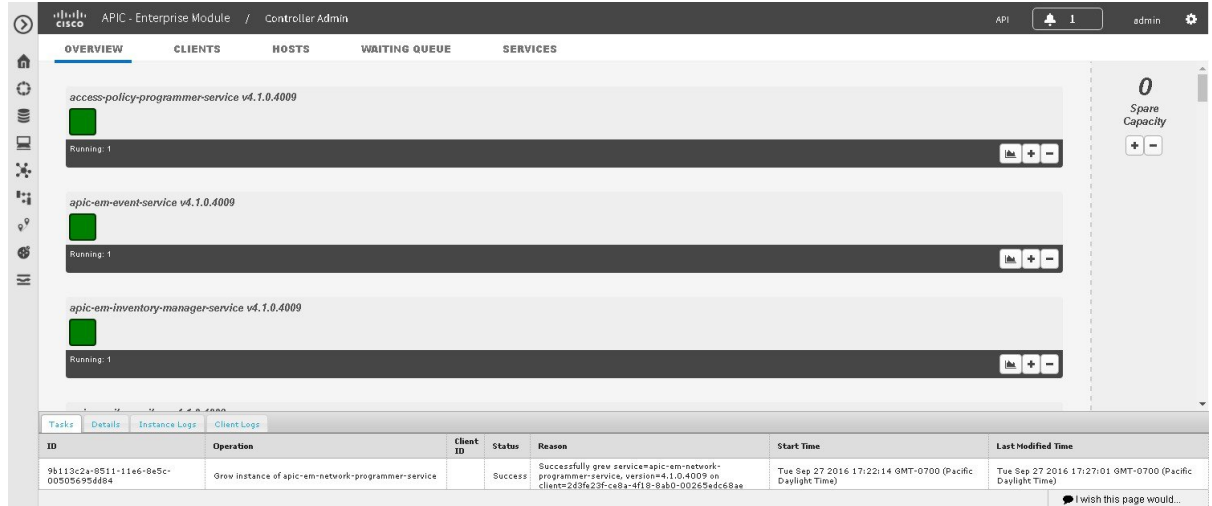 CISCO APIC - Enterprise Module / Controller Admin API 1 admin
OVERVIEW CLIENTS HOSTS WAITING QUEUE SERVICES
access-policy-programmer-service v4.1.0.4009
Running: 1
0
Spare
Capacity
apic-em-event-service v4.1.0.4009
Running: 1
apic-em-inventory-manager-service v4.1.0.4009
Running: 1
Tasks Details Instance Logs Client Logs
ID Operation Client ID Status Reason Start Time Last Modified Time
9b113c2a-8511-11e6-8e5c-
00505695dd84
Grow instance of apic-em-network-programmer-service
Success
Successfully grew service=apic-em-network-
programmer-service, version=4.1.0.4009 on
client=2d3fe23f-ce8a-4f18-8ab0-00265edc68ae
Tue Sep 27 2016 17:22:14 GMT-0700 (Pacific
Daylight Time)
Tue Sep 27 2016 17:27:01 GMT-0700 (Pacific
Daylight Time)
I wish this page would...